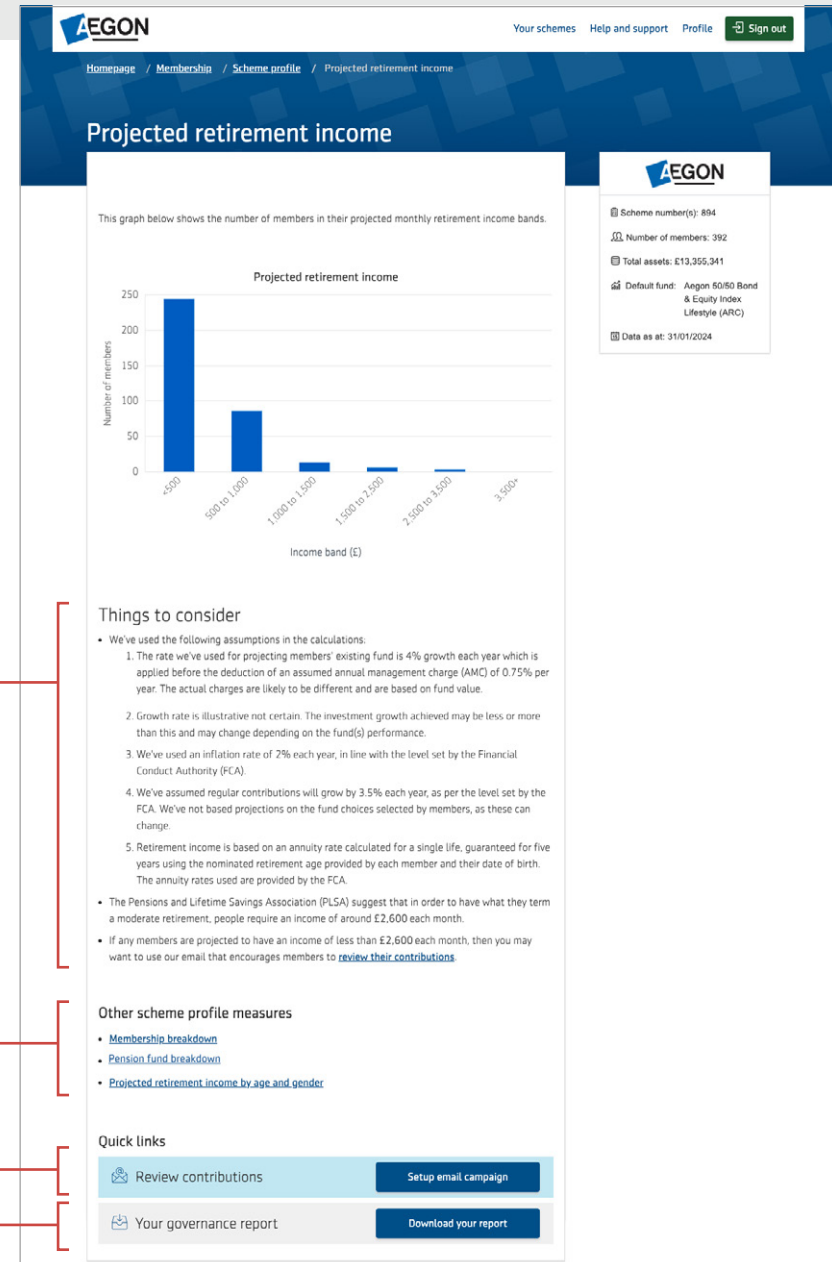 AEGON
Your schemes Help and support Profile Sign out
Homepage / Membership / Scheme profile / Projected retirement income
Projected retirement income
AEGON
Scheme number(s): 894
Number of members: 392
Total assets: £13,355,341
Default fund: Aegon 50/50 Bond
& Equity Index
Lifestyle (ARC)
Data as at: 31/01/2024
This graph below shows the number of members in their projected monthly retirement income bands.
Projected retirement income
Number of members
250
200
150
100
50
0
<500
500 to 1,000
1,000 to 1,500
1,500 to 2,500
2,500 to 3,500
3,500+
Income band (£)
Things to consider
• We've used the following assumptions in the calculations:
1. The rate we've used for projecting members' existing fund is 4% growth each year which is
applied before the deduction of an assumed annual management charge (AMC) of 0.75% per
year. The actual charges are likely to be different and are based on fund value.
2. Growth rate is illustrative not certain. The investment growth achieved may be less or more
than this and may change depending on the fund(s) performance.
3. We've used an inflation rate of 2% each year, in line with the level set by the Financial
Conduct Authority (FCA).
4. We've assumed regular contributions will grow by 3.5% each year, as per the level set by the
FCA. We've not based projections on the fund choices selected by members, as these can
change.
5. Retirement income is based on an annuity rate calculated for a single life, guaranteed for five
years using the nominated retirement age provided by each member and their date of birth.
The annuity rates used are provided by the FCA.
• The Pensions and Lifetime Savings Association (PLSA) suggest that in order to have what they term
a moderate retirement, people require an income of around £2,600 each month.
• If any members are projected to have an income of less than £2,600 each month, then you may
want to use our email that encourages members to review their contributions.
Other scheme profile measures
• Membership breakdown
• Pension fund breakdown
• Projected retirement income by age and gender
Quick links
Review contributions Setup email campaign
Your governance report Download your report